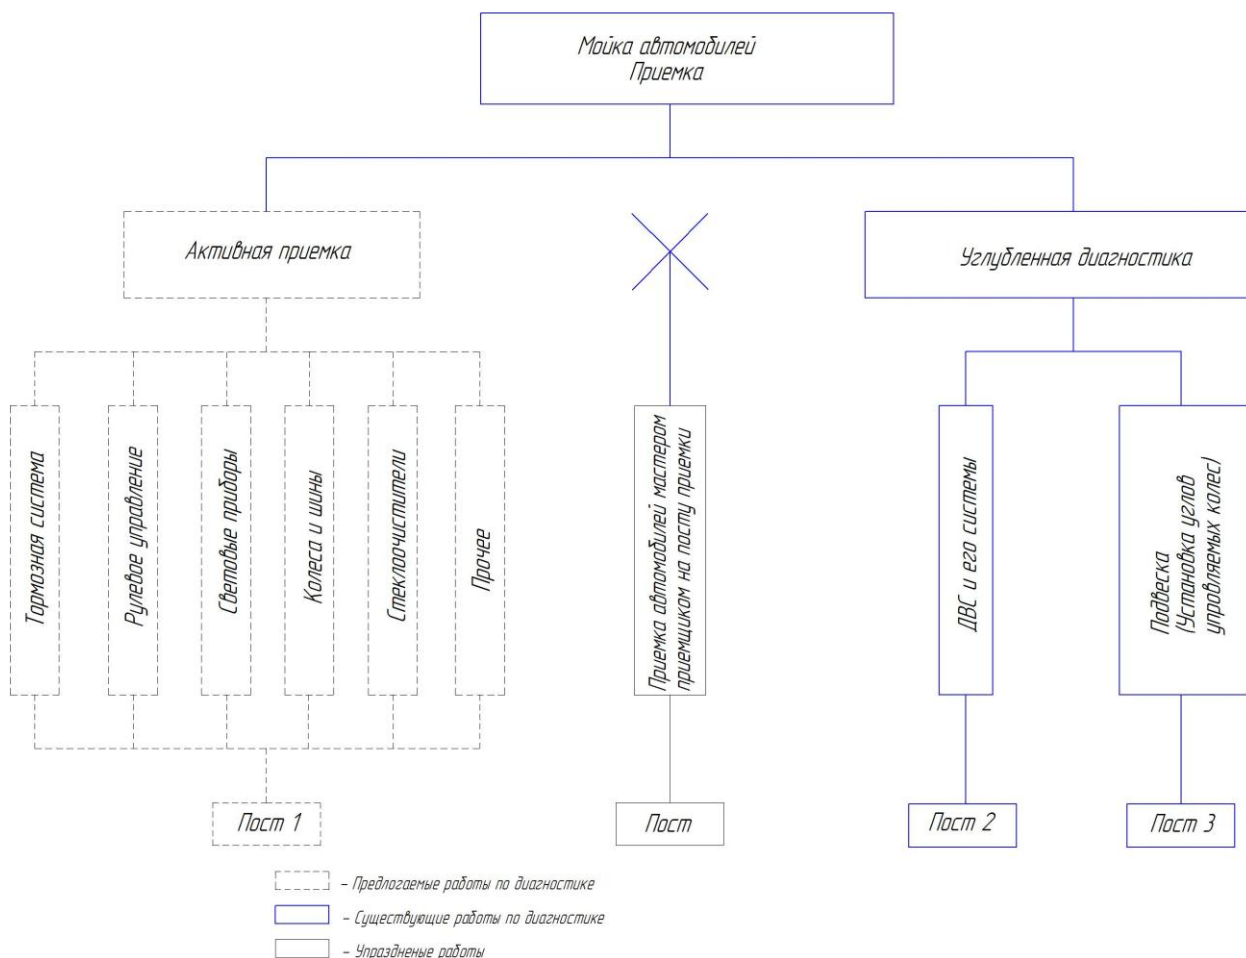 Мойка автомобилей
Приемка
Активная приемка
Углубленная диагностика
Тормозная система
Рулевое управление
Световые приборы
Колеса и шины
Стеклоочистители
Прочее
Приемка автомобилей мастером
приемщиком на посту приемки
ДВС и его системы
Подвеска
(Установка углов
упровляемых колес)
Пост 1
Пост
Пост 2
Пост 3
- Предлогаемые работы по диагностике
- Существующие работы по диагностике
- Упраздненые работы